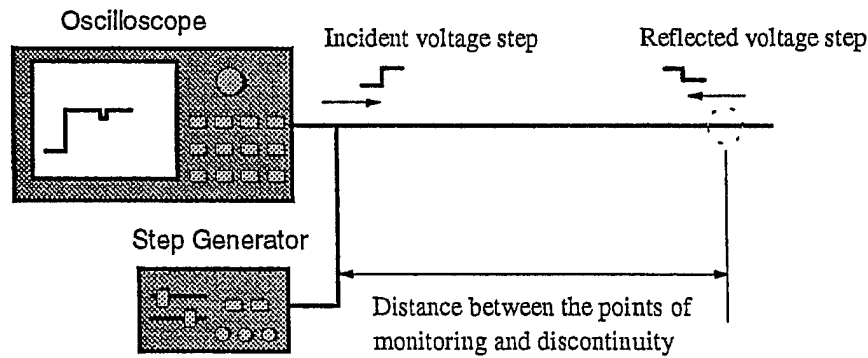 Oscilloscope
Incident voltage step
Reflected voltage step
Step Generator
Distance between the points of
monitoring and discontinuity